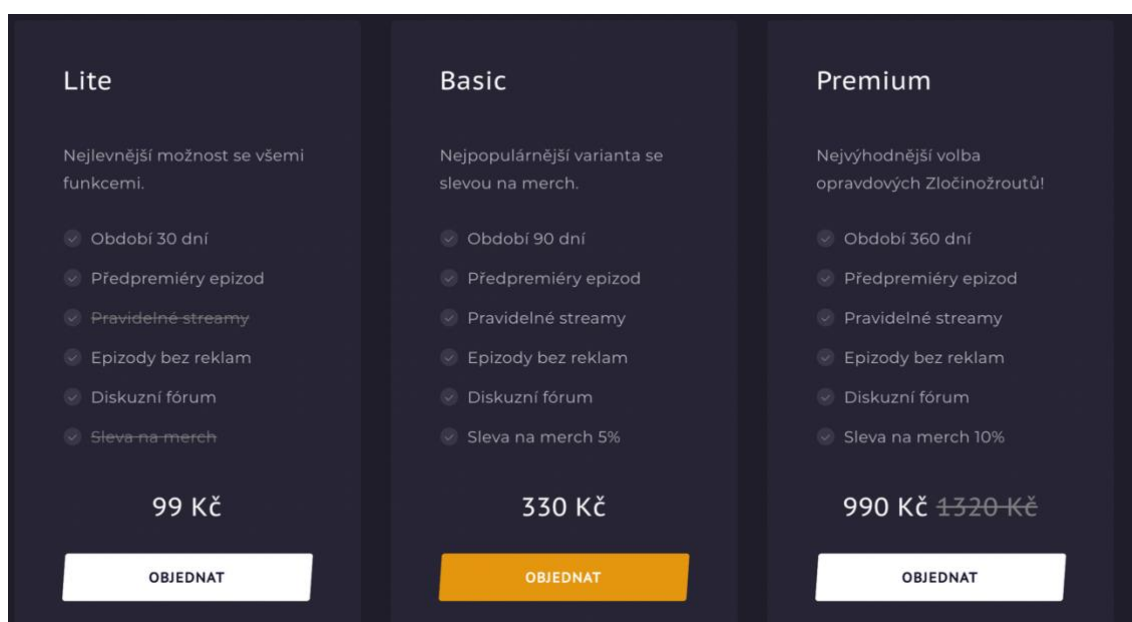 Lite
Nejlevnější možnost se všemi
funkcemi.
Období 30 dní
Předpremiéry epizod
Pravidelné streamy
Epizody bez reklam
Diskuzní fórum
Sleva na merch
99 Kč
OBJEDNAT
Basic
Nejpopulárnější varianta se
slevou na merch.
Období 90 dní
Předpremiéry epizod
Pravidelné streamy
Epizody bez reklam
Diskuzní fórum
Sleva na merch 5%
330 Kč
OBJEDNAT
Premium
Nejvýhodnější volba
opravdových Zločinožroutů!
Období 360 dní
Předpremiéry epizod
Pravidelné streamy
Epizody bez reklam
Diskuzní fórum
Sleva na merch 10%
990 Kč 1320 Kč
OBJEDNAT